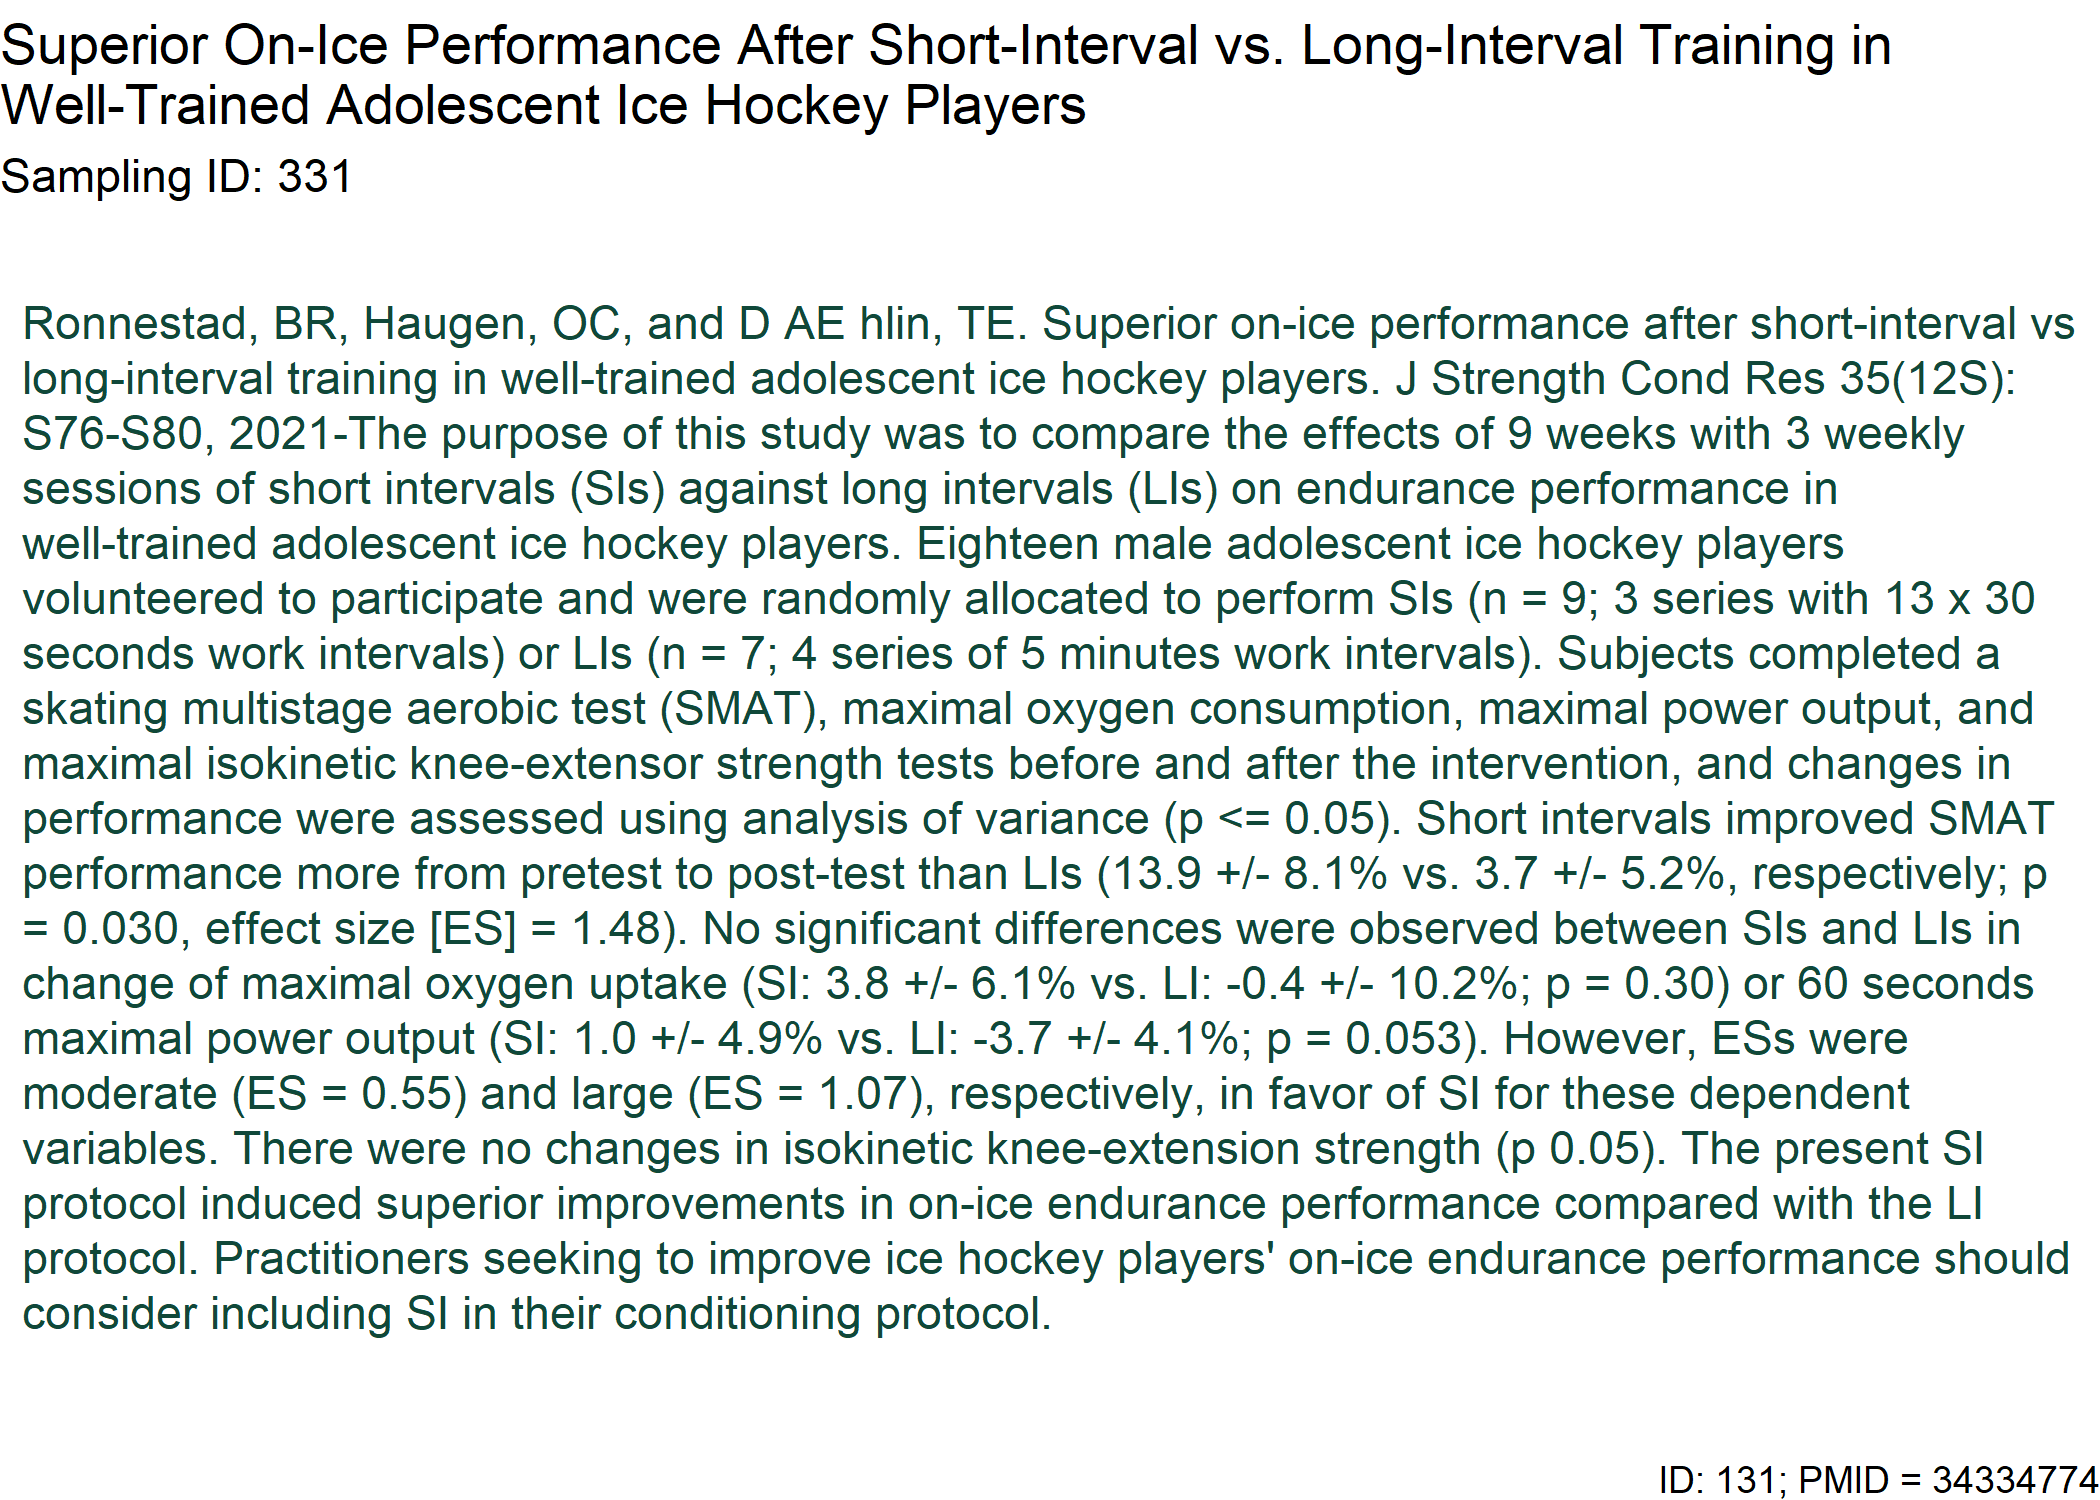 Superior On-Ice Performance After Short-Interval vs. Long-Interval Training in
Well-Trained Adolescent Ice Hockey Players
Sampling ID: 331
Ronnestad, BR, Haugen, OC, and D AE hlin, TE. Superior on-ice performance after short-interval vs
long-interval training in well-trained adolescent ice hockey players. J Strength Cond Res 35(12S):
S76-S80, 2021-The purpose of this study was to compare the effects of 9 weeks with 3 weekly
sessions of short intervals (SIs) against long intervals (LIs) on endurance performance in
well-trained adolescent ice hockey players. Eighteen male adolescent ice hockey players
volunteered to participate and were randomly allocated to perform SIs (n = 9; 3 series with 13 x 30
seconds work intervals) or LIs (n = 7; 4 series of 5 minutes work intervals). Subjects completed a
skating multistage aerobic test (SMAT), maximal oxygen consumption, maximal power output, and
maximal isokinetic knee-extensor strength tests before and after the intervention, and changes in
performance were assessed using analysis of variance (p <= 0.05). Short intervals improved SMAT
performance more from pretest to post-test than LIs (13.9 +/- 8.1% vs. 3.7 +/- 5.2%, respectively; p
= 0.030, effect size [ES] = 1.48). No significant differences were observed between SIs and LIs in
change of maximal oxygen uptake (SI: 3.8 +/- 6.1% vs. LI: -0.4 +/- 10.2%; p = 0.30) or 60 seconds
maximal power output (SI: 1.0 +/- 4.9% vs. LI: -3.7 +/- 4.1%; p = 0.053). However, ESs were
moderate (ES = 0.55) and large (ES = 1.07), respectively, in favor of SI for these dependent
variables. There were no changes in isokinetic knee-extension strength (p 0.05). The present SI
protocol induced superior improvements in on-ice endurance performance compared with the LI
protocol. Practitioners seeking to improve ice hockey players' on-ice endurance performance should
consider including SI in their conditioning protocol.
ID: 131; PMID = 34334774